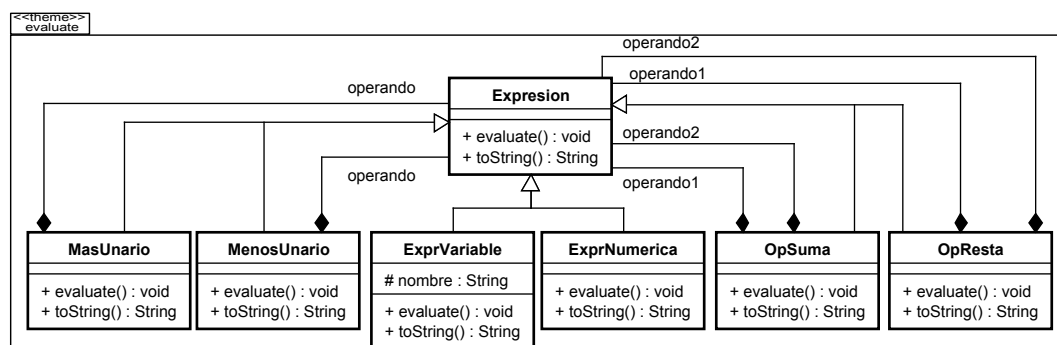 <<theme>>
evaluate
operando2
operando1
operando
Expresion
+ evaluate() : void
+ toString() : String
operando2
operando
operando1
MasUnario
+ evaluate() : void
+ toString() : String
MenosUnario
+ evaluate() : void
+ toString() : String
ExprVariable
# nombre : String
+ evaluate() : void
+ toString() : String
ExprNumerica
+ evaluate() : void
+ toString() : String
OpSuma
+ evaluate() : void
+ toString() : String
OpResta
+ evaluate() : void
+ toString() : String